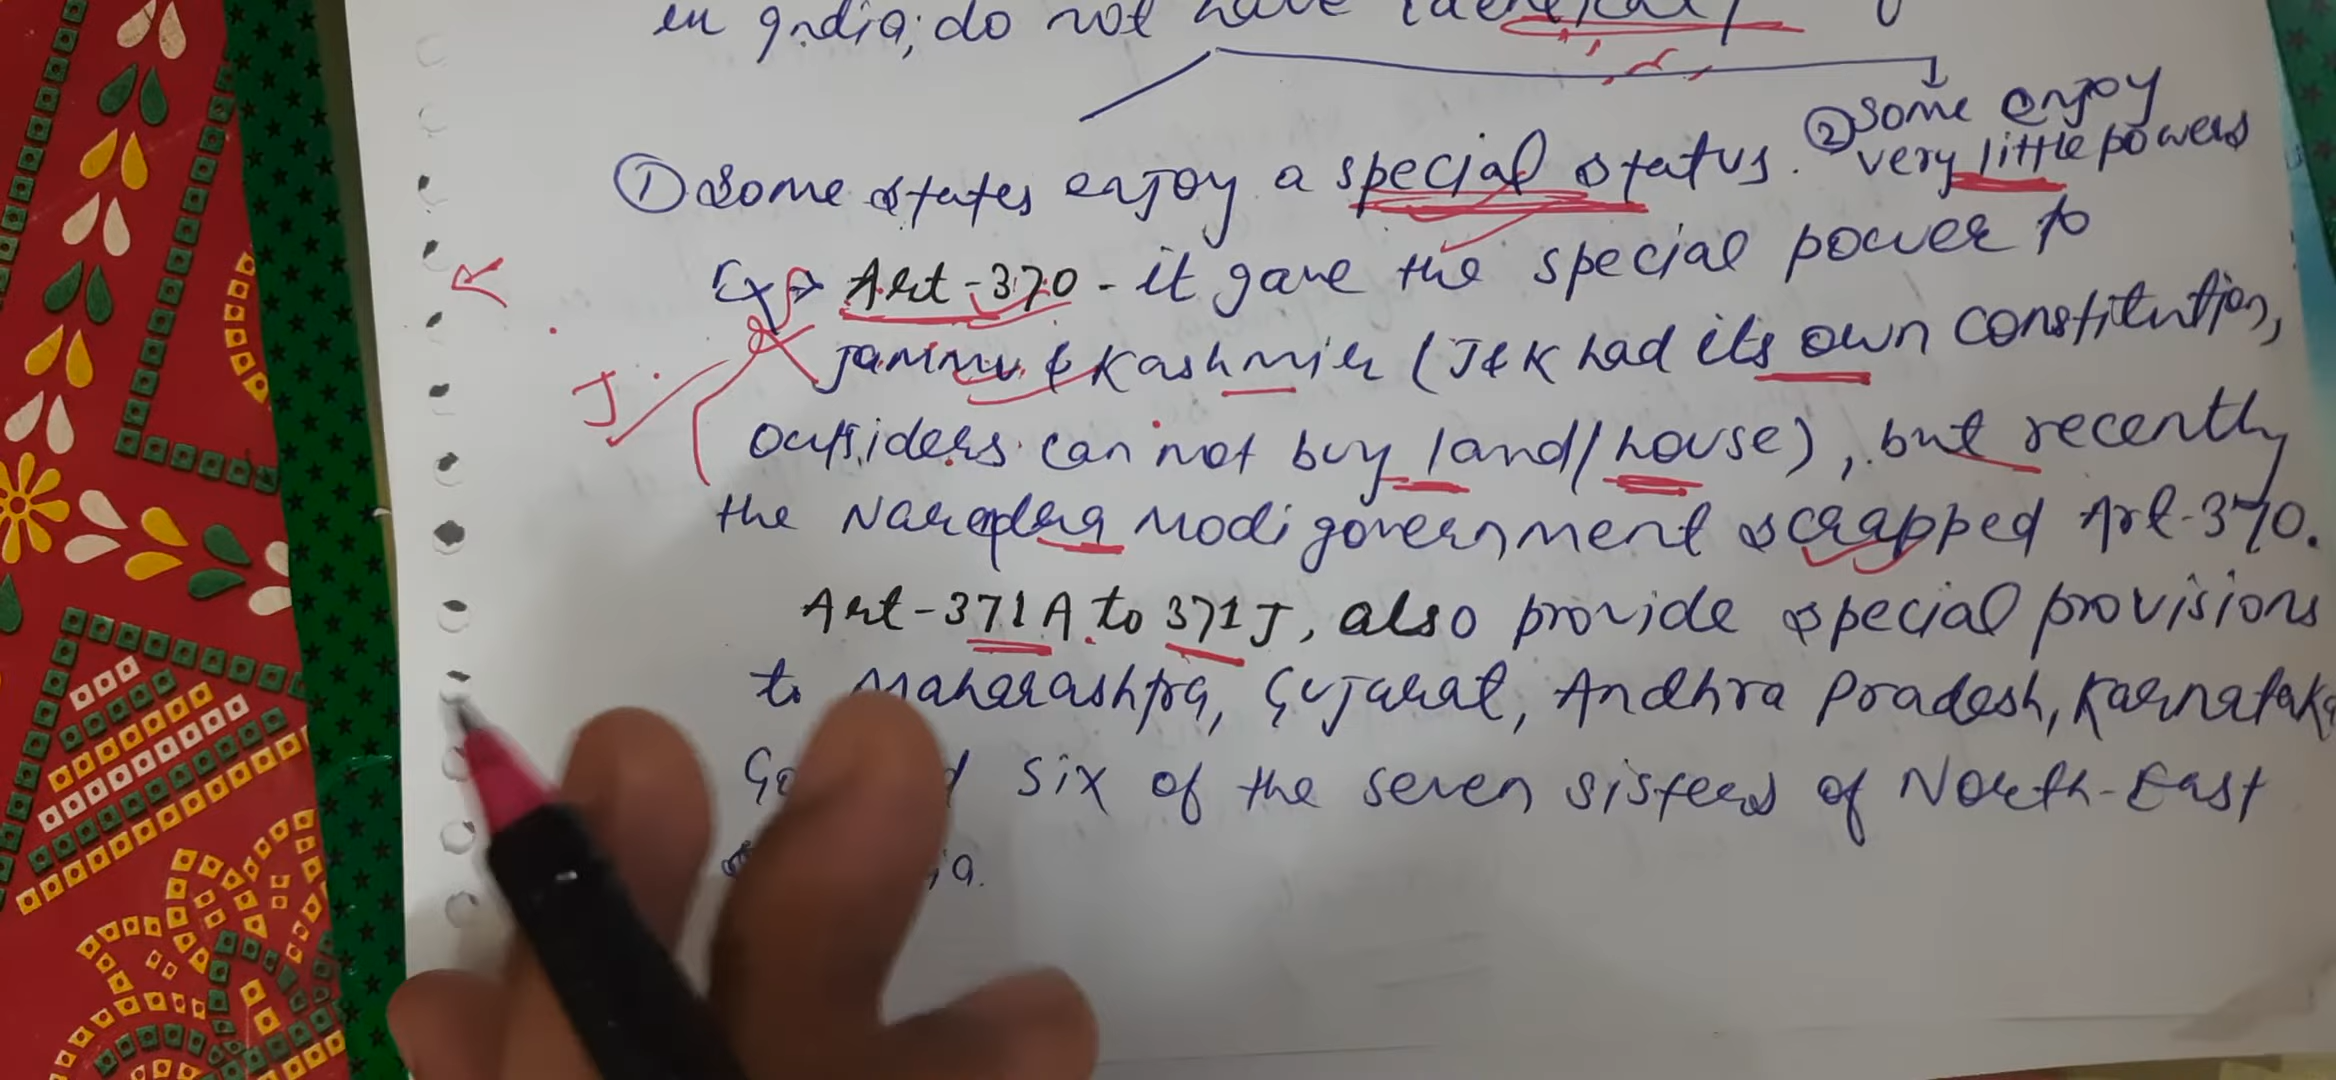 in India, do not have identical
② Some enjoy
very little powers
① Some states enjoy a special status.
Ex → Art-370 - it gave the special power to
Jammu & Kashmir (J&K had its own constitution,
outsiders can not buy land/house), but recently
the Narendra Modi government scrapped Art-370.
Art-371A to 371J, also provide special provisions
to Maharashtra, Gujarat, Andhra Pradesh, Karnataka
six of the seven sisters of North-East
K
J